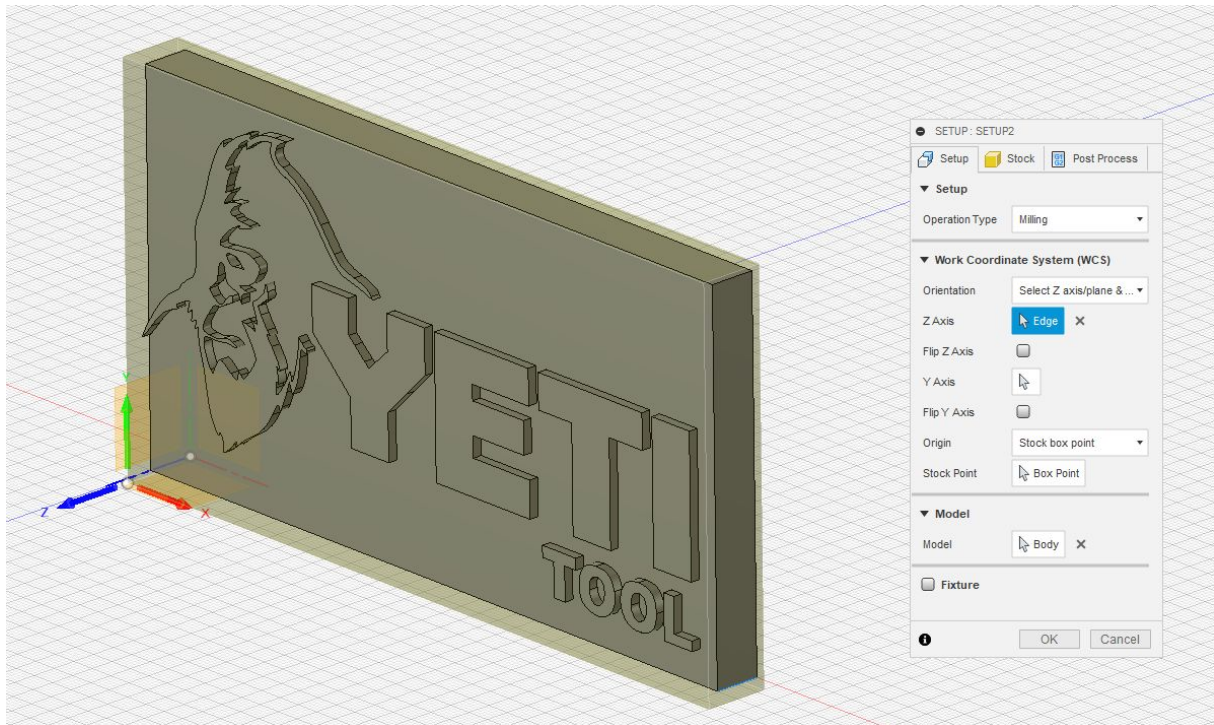 YETI
TOOL
Y
Z
X
SETUP : SETUP2
Setup
Stock
G1
G2
Post Process
Setup
Operation Type
Milling
Work Coordinate System (WCS)
Orientation
Select Z axis/plane & ...
Z Axis
Edge
Flip Z Axis
Y Axis
Flip Y Axis
Origin
Stock box point
Stock Point
Box Point
Model
Model
Body
Fixture
OK
Cancel